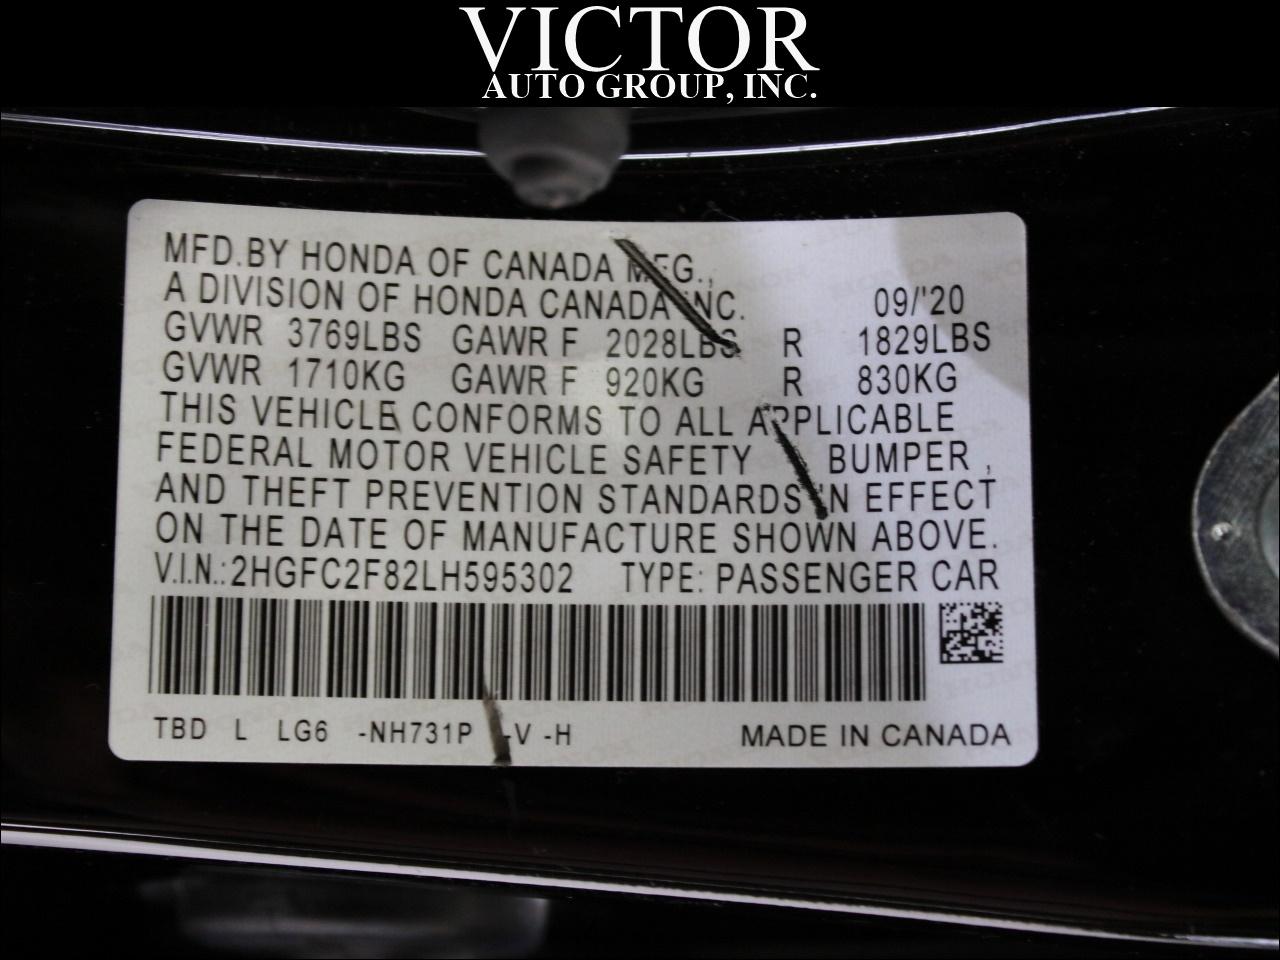 VICTOR
AUTO GROUP, INC.
MFD.BY HONDA OF CANADA MFG.,
A DIVISION OF HONDA CANADA INC. 09/'20
GVWR 3769LBS GAWR F 2028LBS R 1829LBS
GVWR 1710KG GAWR F 920KG R 830KG
THIS VEHICLE CONFORMS TO ALL APPLICABLE
FEDERAL MOTOR VEHICLE SAFETY BUMPER ,
AND THEFT PREVENTION STANDARDS IN EFFECT
ON THE DATE OF MANUFACTURE SHOWN ABOVE.
V.I.N.:2HGFC2F82LH595302 TYPE: PASSENGER CAR
TBD L LG6 -NH731P -V -H MADE IN CANADA